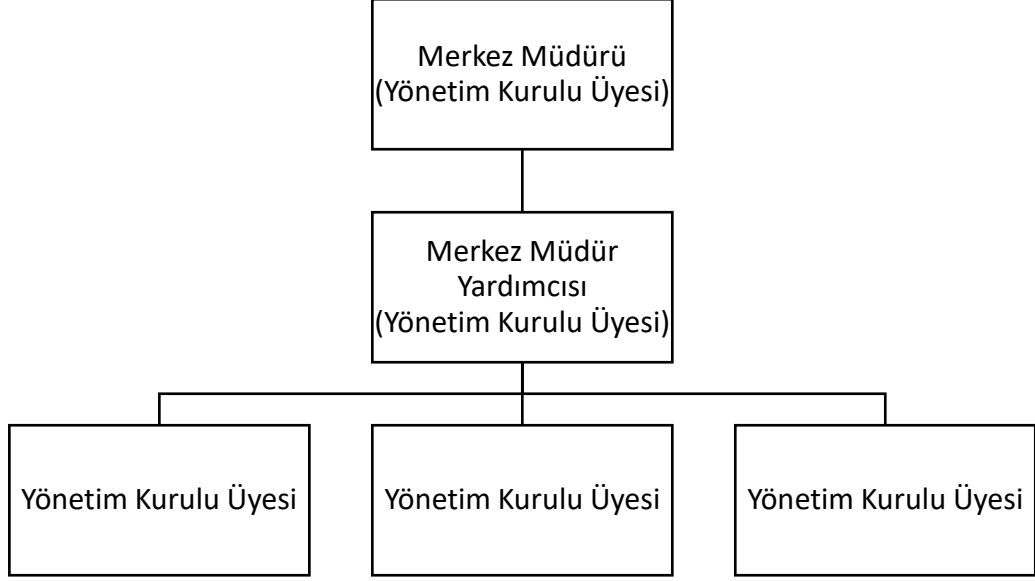 Merkez Müdürü
(Yönetim Kurulu Üyesi)
Merkez Müdür
Yardımcısı
(Yönetim Kurulu Üyesi)
Yönetim Kurulu Üyesi
Yönetim Kurulu Üyesi
Yönetim Kurulu Üyesi